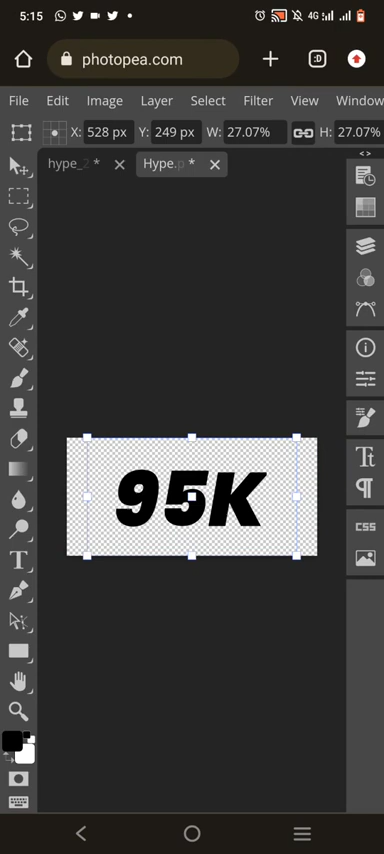 5:15
4G
photopea.com
:D
File Edit Image Layer Select Filter View Window
X: 528 px Y: 249 px W: 27.07% H: 27.07%
< >
hype_2 * Hype.p *
95K
Tt
CSS
T